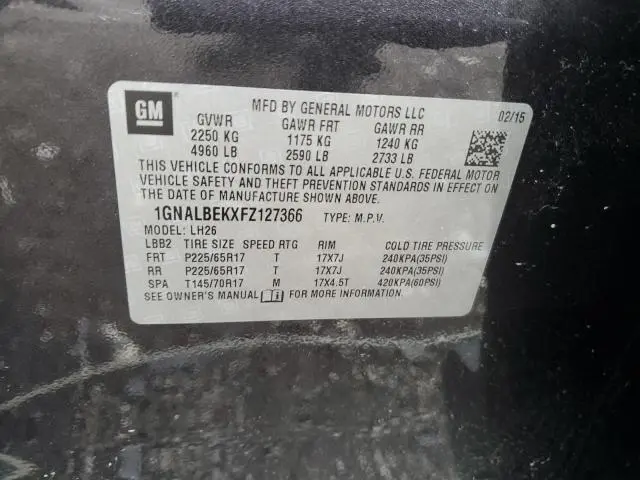 GM
MFD BY GENERAL MOTORS LLC 02/15
GVWR GAWR FRT GAWR RR
2250 KG 1175 KG 1240 KG
4960 LB 2590 LB 2733 LB
THIS VEHICLE CONFORMS TO ALL APPLICABLE U.S. FEDERAL MOTOR
VEHICLE SAFETY AND THEFT PREVENTION STANDARDS IN EFFECT ON
THE DATE OF MANUFACTURE SHOWN ABOVE.
1GNALBEKXFZ127366 TYPE: M.P.V.
MODEL: LH26
LBB2 TIRE SIZE SPEED RTG RIM COLD TIRE PRESSURE
FRT P225/65R17 T 17X7J 240KPA(35PSI)
RR P225/65R17 T 17X7J 240KPA(35PSI)
SPA T145/70R17 M 17X4.5T 420KPA(60PSI)
SEE OWNER'S MANUAL FOR MORE INFORMATION